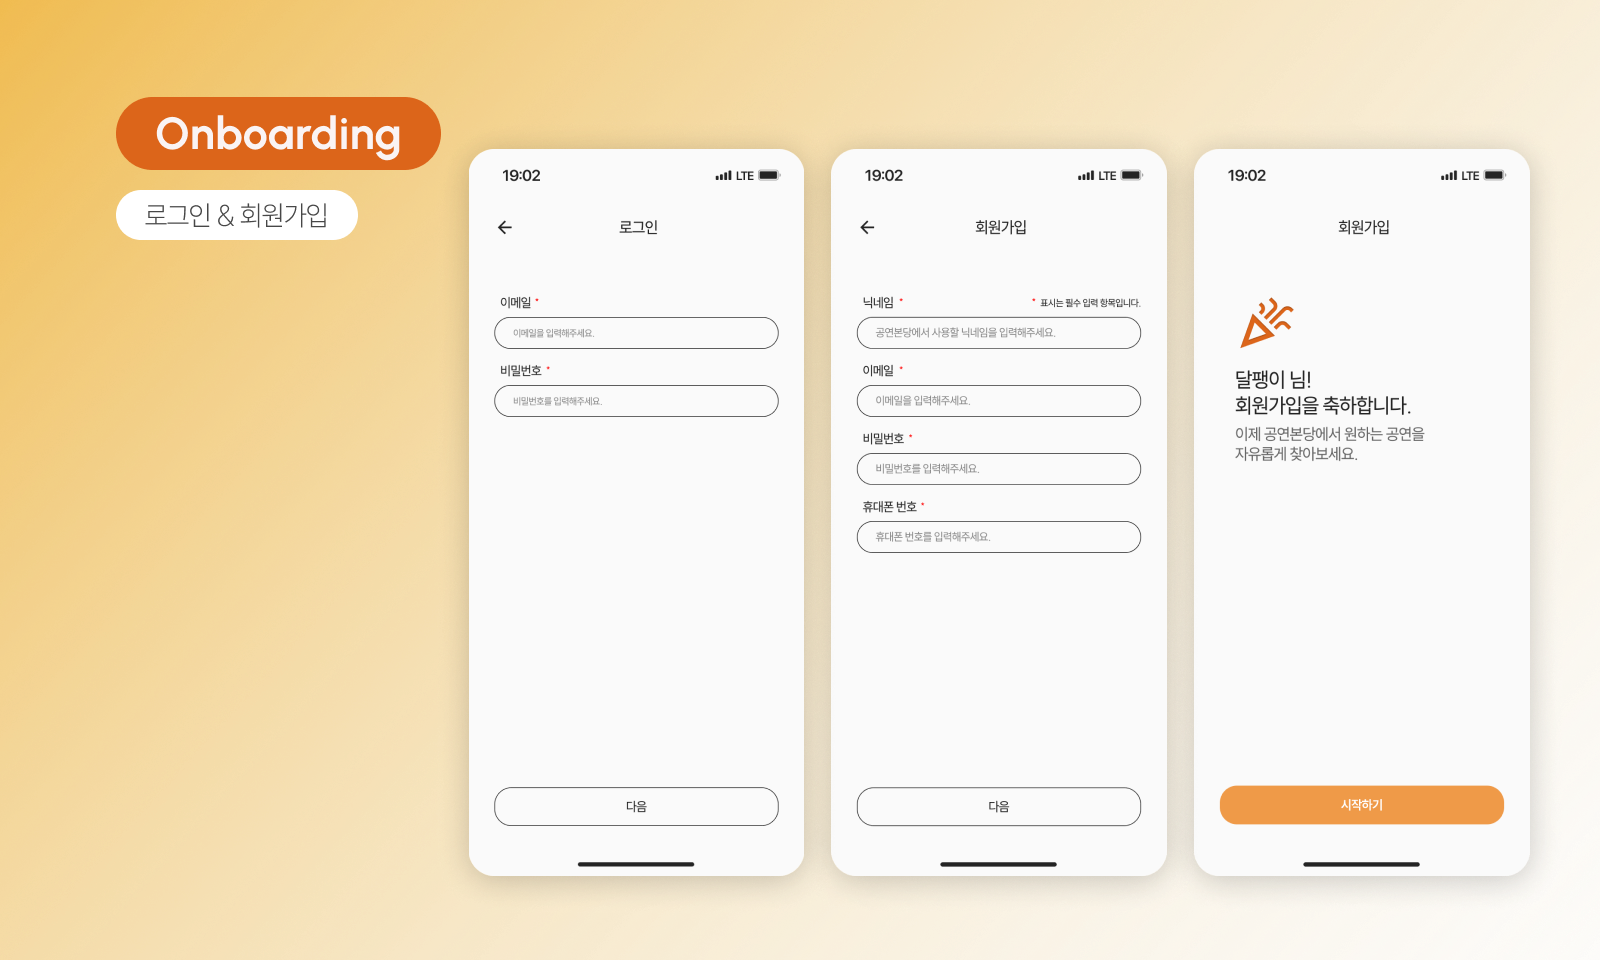 Onboarding
로그인 & 회원가입
19:02
LTE
로그인
이메일 *
이메일을 입력해주세요.
비밀번호 *
비밀번호를 입력해주세요.
다음
19:02
LTE
회원가입
닉네임 *
* 표시는 필수 입력 항목입니다.
공연본당에서 사용할 닉네임을 입력해주세요.
이메일 *
이메일을 입력해주세요.
비밀번호 *
비밀번호를 입력해주세요.
휴대폰 번호 *
휴대폰 번호를 입력해주세요.
다음
19:02
LTE
회원가입
달팽이 님!
회원가입을 축하합니다.
이제 공연본당에서 원하는 공연을
자유롭게 찾아보세요.
시작하기